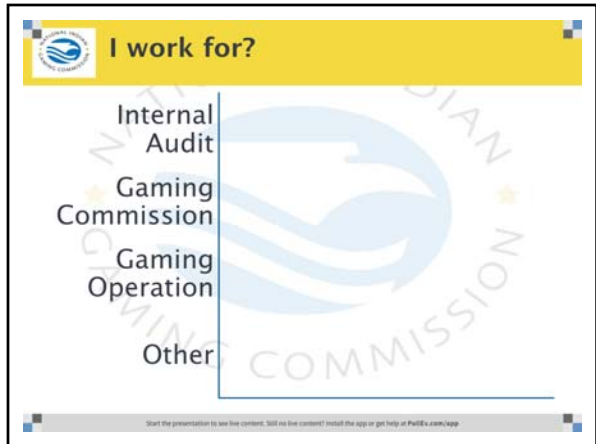 I work for?
Internal
Audit
Gaming
Commission
Gaming
Operation
Other
NATIONAL INDIAN
GAMING COMMISSION
Start the presentation to see live content. Still no live content? Install the app or get help at PollEv.com/app